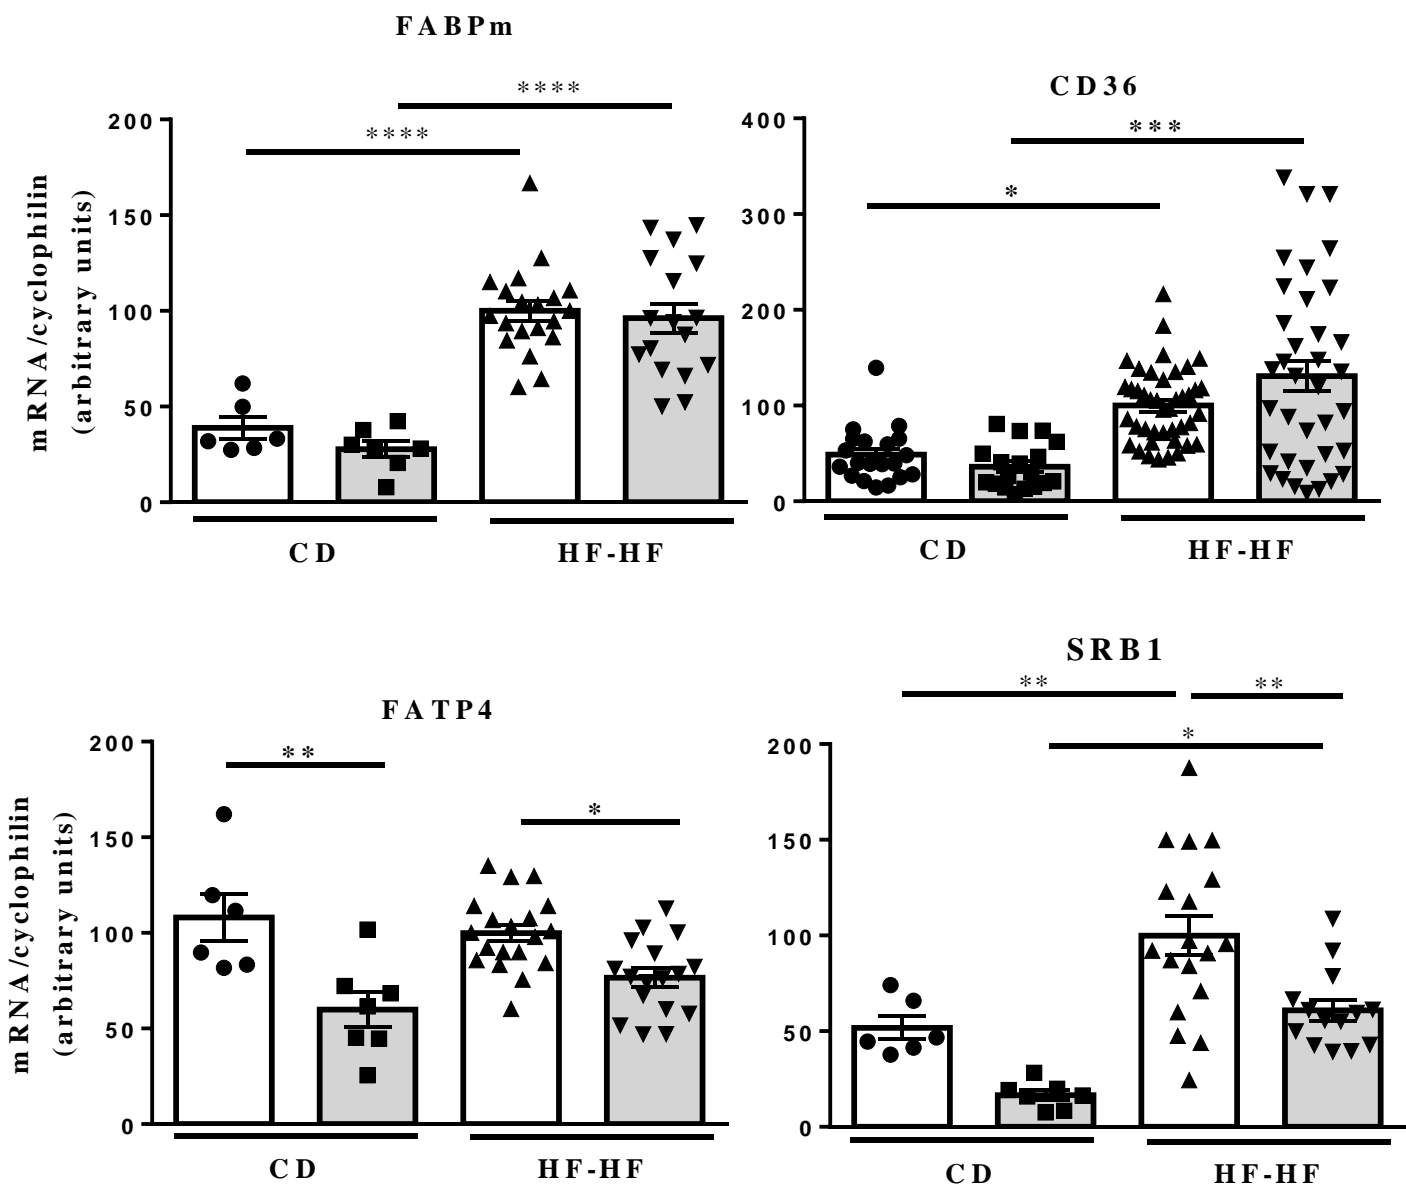 FABPm
****
****
mRNA/cyclophilin
(arbitrary units)
200
150
100
50
0
CD
HF-HF
CD36
***
*
400
300
200
100
0
CD
HF-HF
FATP4
**
*
mRNA/cyclophilin
(arbitrary units)
200
150
100
50
0
CD
HF-HF
SRB1
**
**
*
200
150
100
50
0
CD
HF-HF